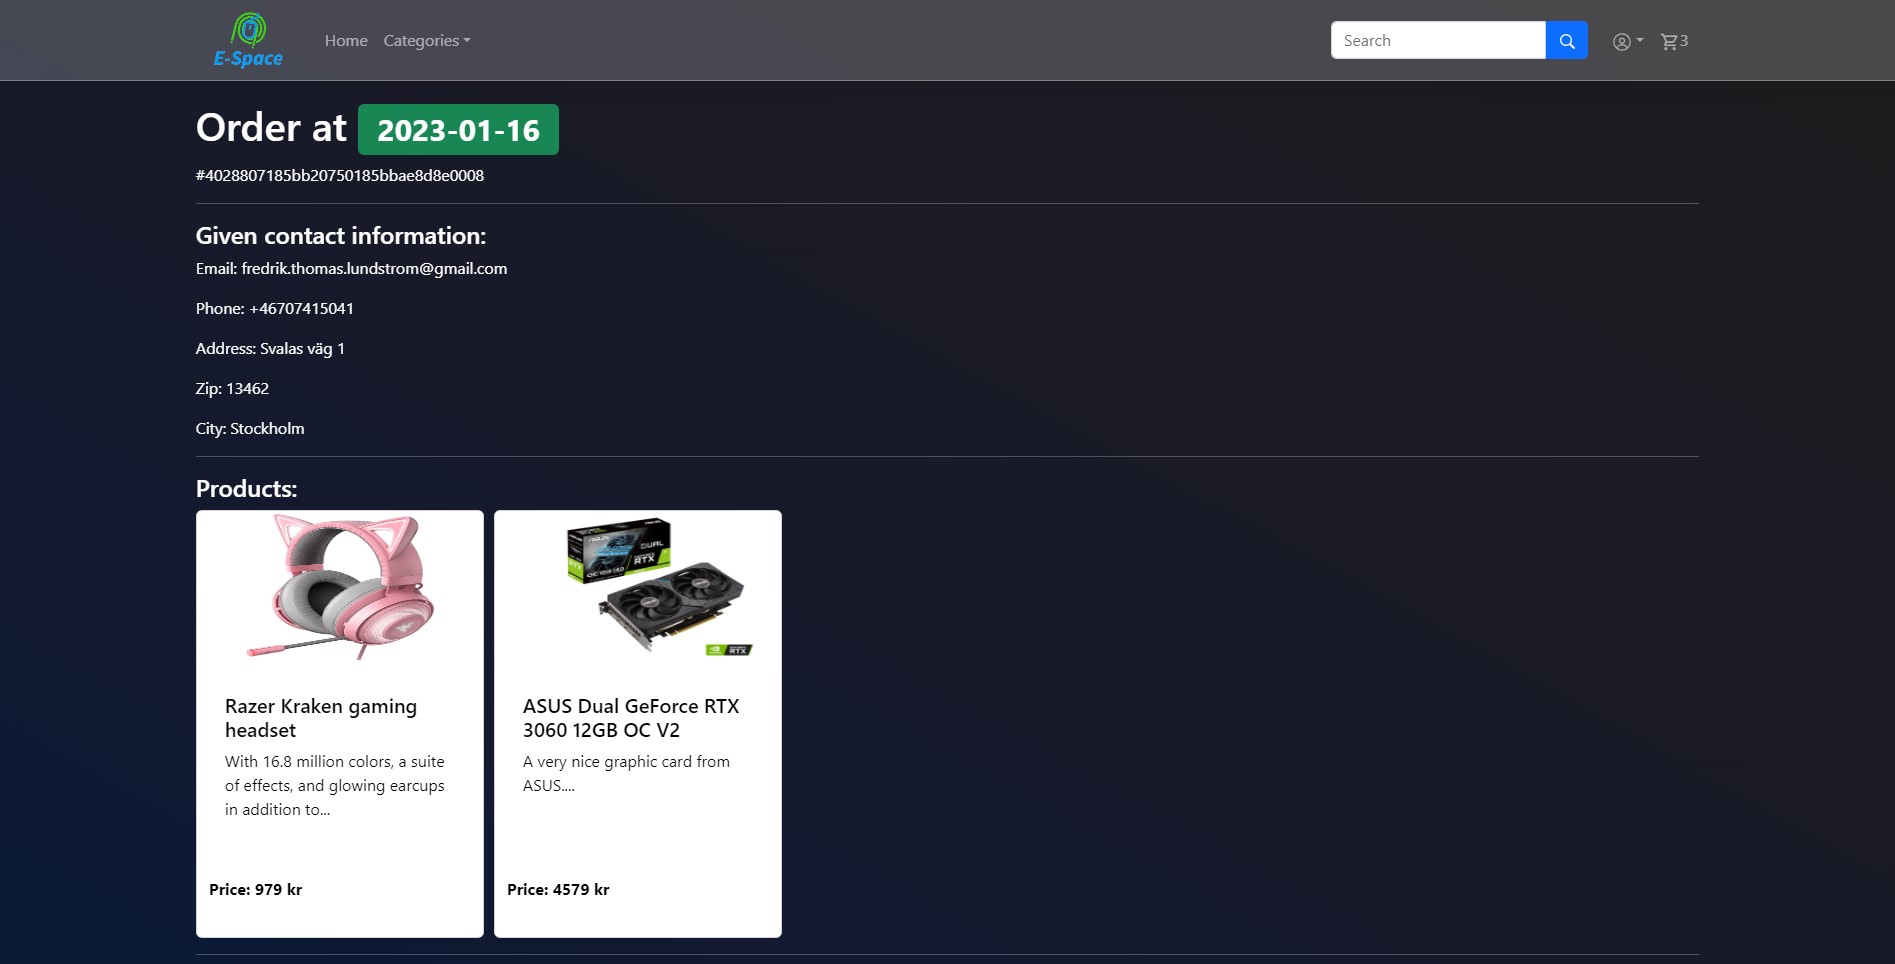 E-Space
Home
Categories
Search
3
Order at 2023-01-16
#4028807185bb20750185bbae8d8e0008
Given contact information:
Email: fredrik.thomas.lundstrom@gmail.com
Phone: +46707415041
Address: Svalas väg 1
Zip: 13462
City: Stockholm
Products:
Razer Kraken gaming
headset
With 16.8 million colors, a suite
of effects, and glowing earcups
in addition to...
Price: 979 kr
DUAL
RTX
RTX
ASUS Dual GeForce RTX
3060 12GB OC V2
A very nice graphic card from
ASUS....
Price: 4579 kr